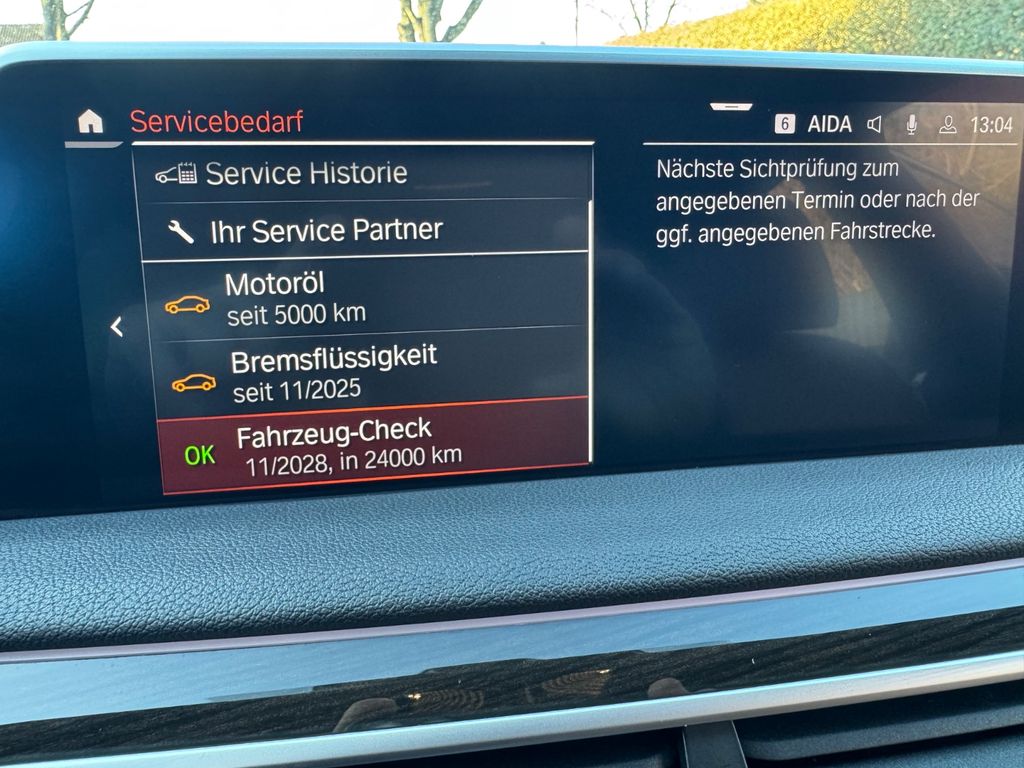 Servicebedarf
6 AIDA 13:04
Service Historie
Ihr Service Partner
Motoröl
seit 5000 km
Bremsflüssigkeit
seit 11/2025
OK
Fahrzeug-Check
11/2028, in 24000 km
Nächste Sichtprüfung zum
angegebenen Termin oder nach der
ggf. angegebenen Fahrstrecke.